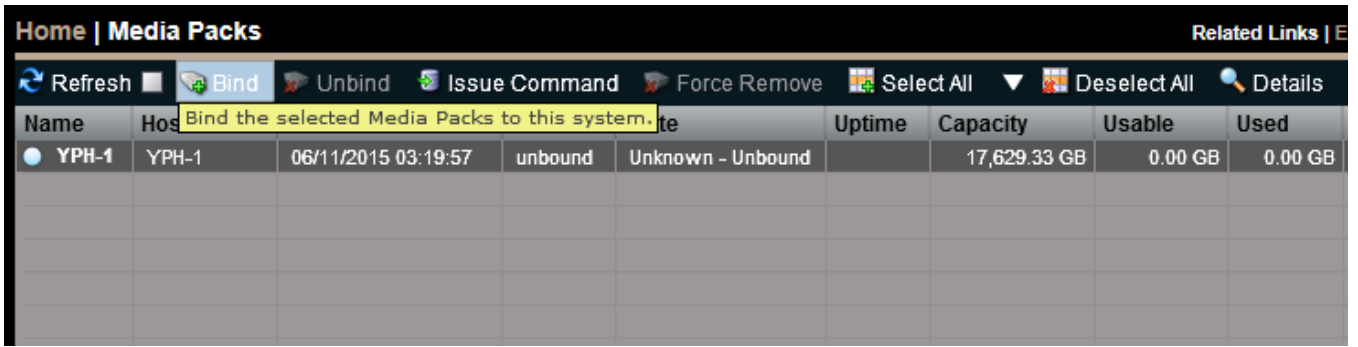 Home | Media Packs Related Links |
Refresh Bind Unbind Issue Command Force Remove Select All Deselect All Details
Bind the selected Media Packs to this system.
Name Uptime Capacity Usable Used
YPH-1 YPH-1 06/11/2015 03:19:57 unbound Unknown - Unbound 17,629.33 GB 0.00 GB 0.00 GB